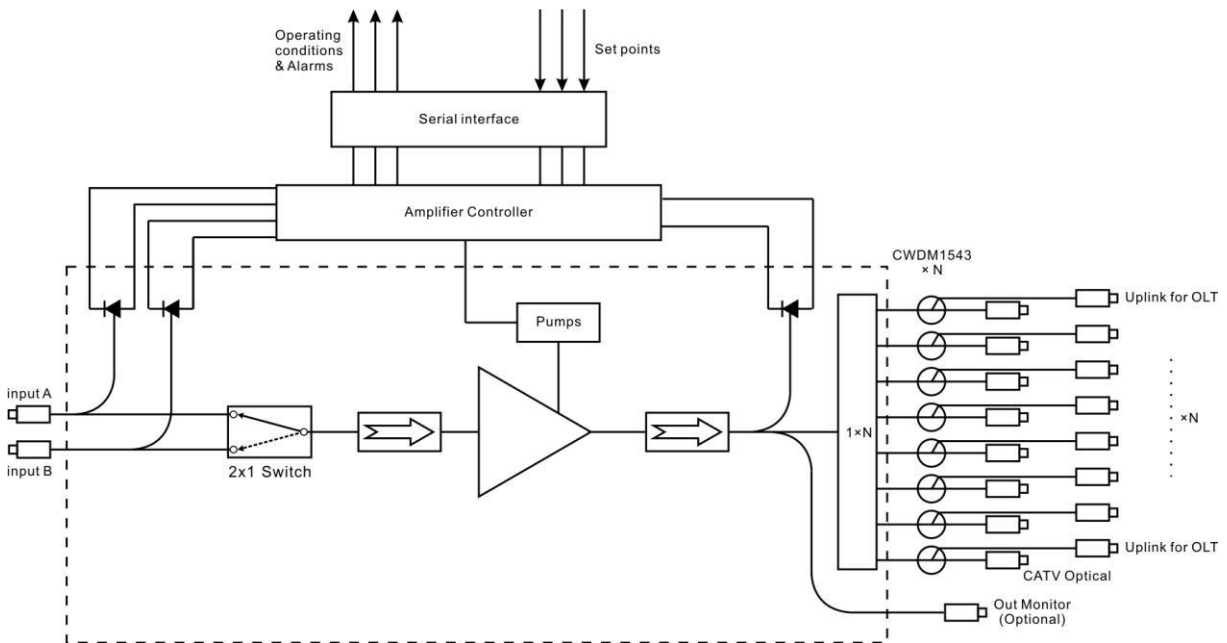 Operating
conditions
& Alarms
Set points
Serial interface
Amplifier Controller
CWDM1543
× N
Uplink for OLT
Pumps
input A
input B
2x1 Switch
1×N
×N
Uplink for OLT
CATV Optical
Out Monitor
(Optional)